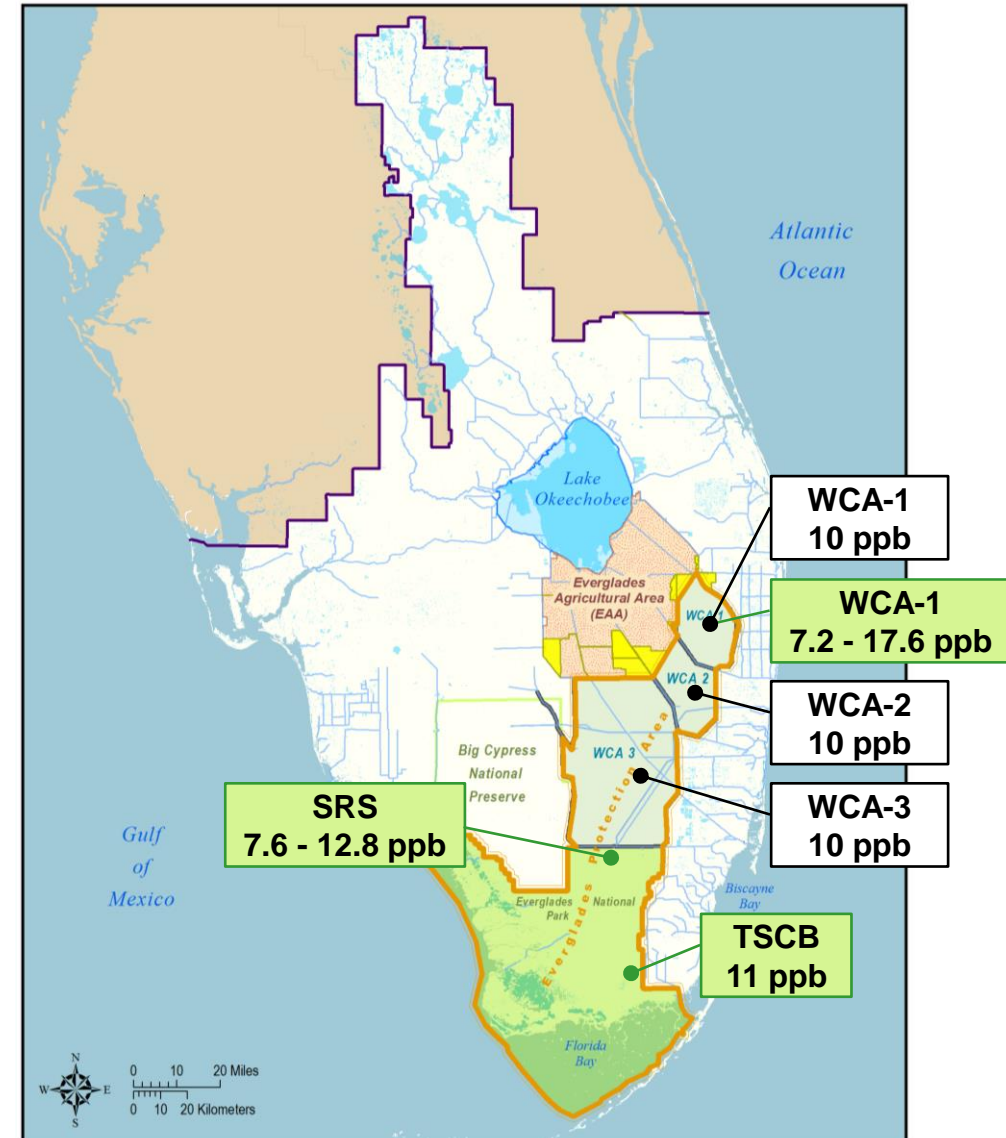 Atlantic
Ocean
Lake
Okeechobee
WCA-1
10 ppb
Everglades
Agricultural Area
(EAA)
WCA 1
WCA-1
7.2 - 17.6 ppb
WCA 2
WCA-2
10 ppb
Big Cypress
National
Preserve
WCA 3
WCA-3
10 ppb
SRS
7.6 - 12.8 ppb
Everglades Protection Area
Gulf
of
Mexico
Everglades National
Park
Biscayne
Bay
TSCB
11 ppb
Florida
Bay
N
W E
S
0 10 20 Miles
0 10 20 Kilometers